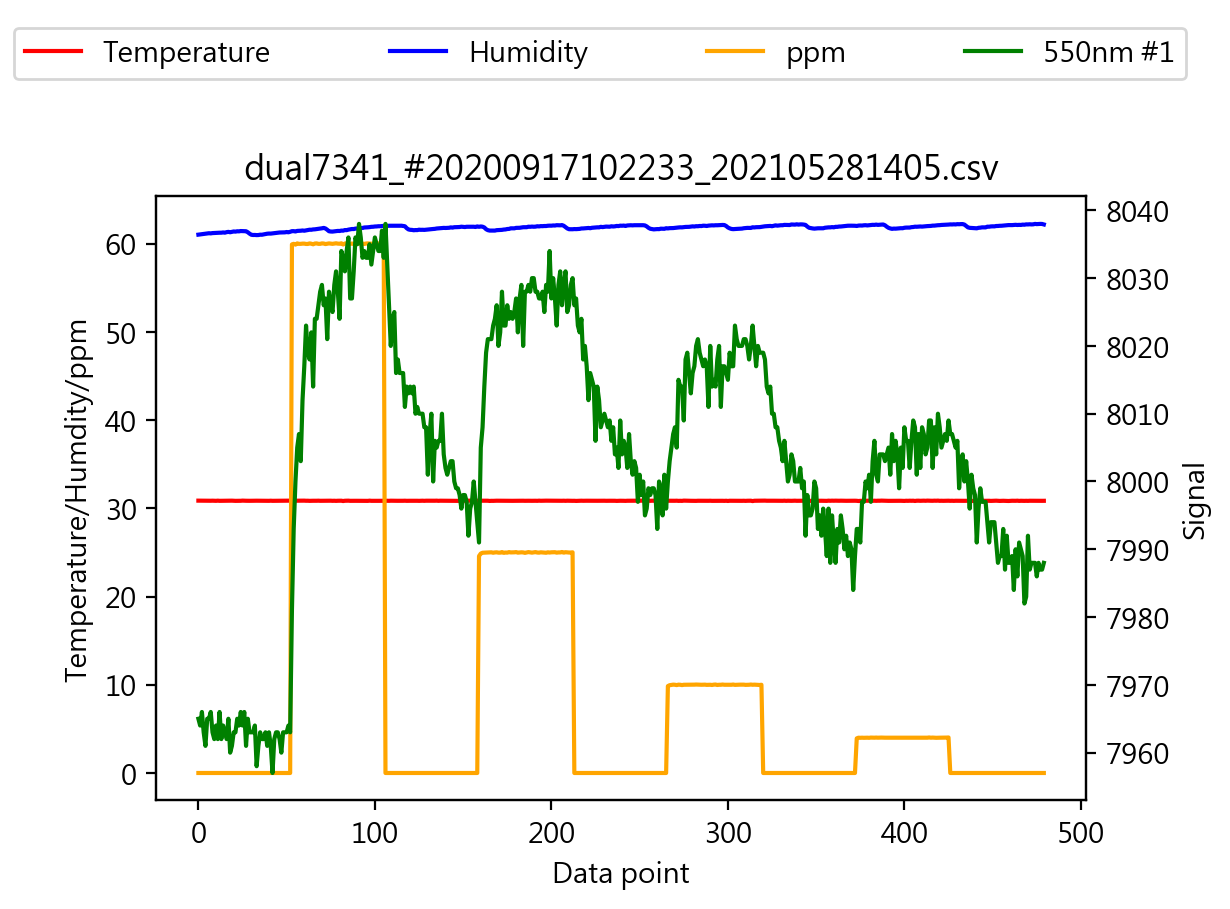 Temperature Humidity ppm 550nm #1
dual7341_#20200917102233_202105281405.csv
Temperature/Humdity/ppm
60
50
40
30
20
10
0
8040
8030
8020
8010
8000
7990
7980
7970
7960
Signal
0 100 200 300 400 500
Data point